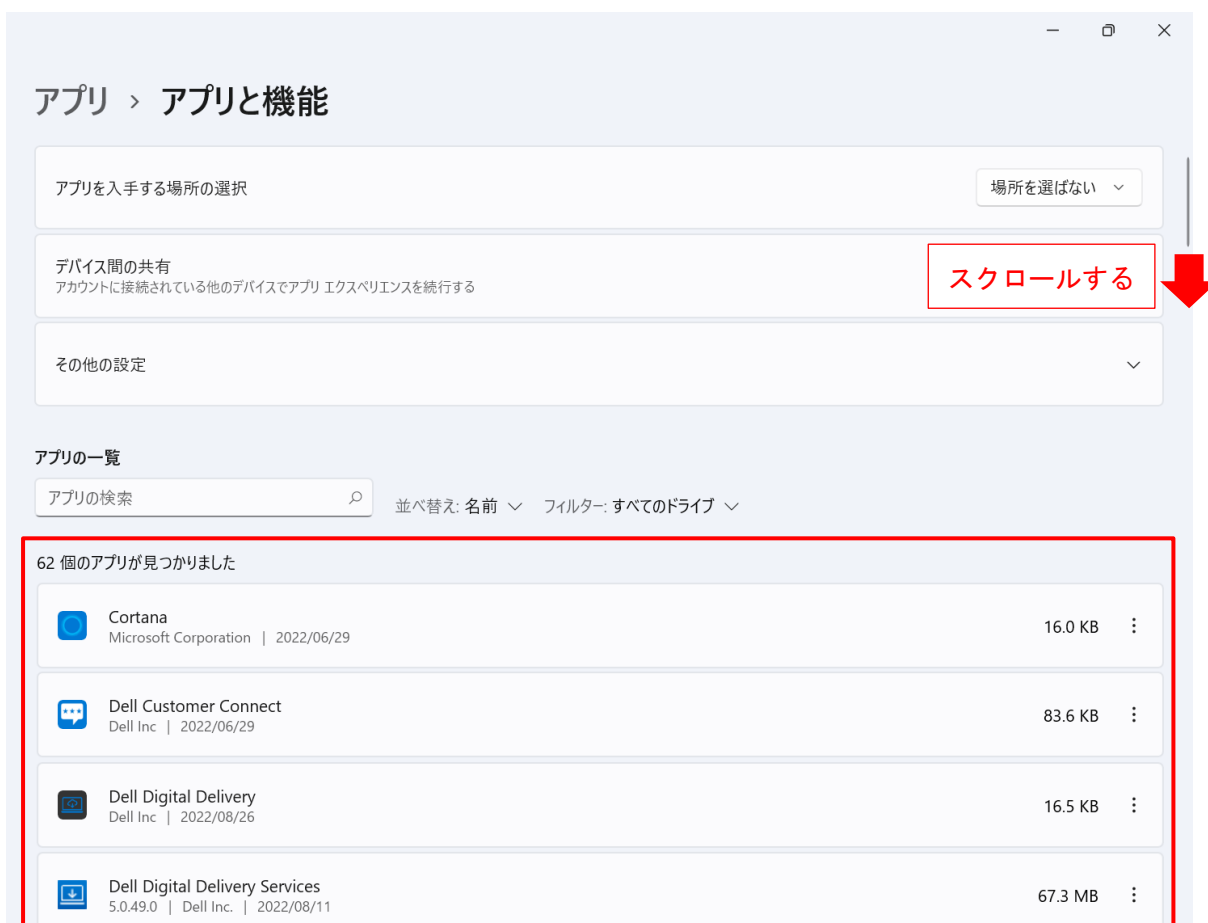 アプリ › アプリと機能
アプリを入手する場所の選択
場所を選ばない
デバイス間の共有
アカウントに接続されている他のデバイスでアプリ エクスペリエンスを続行する
スクロールする
その他の設定
アプリの一覧
アプリの検索
並べ替え: 名前
フィルター: すべてのドライブ
62 個のアプリが見つかりました
Cortana
Microsoft Corporation | 2022/06/29
16.0 KB
Dell Customer Connect
Dell Inc | 2022/06/29
83.6 KB
Dell Digital Delivery
Dell Inc | 2022/08/26
16.5 KB
Dell Digital Delivery Services
5.0.49.0 | Dell Inc. | 2022/08/11
67.3 MB